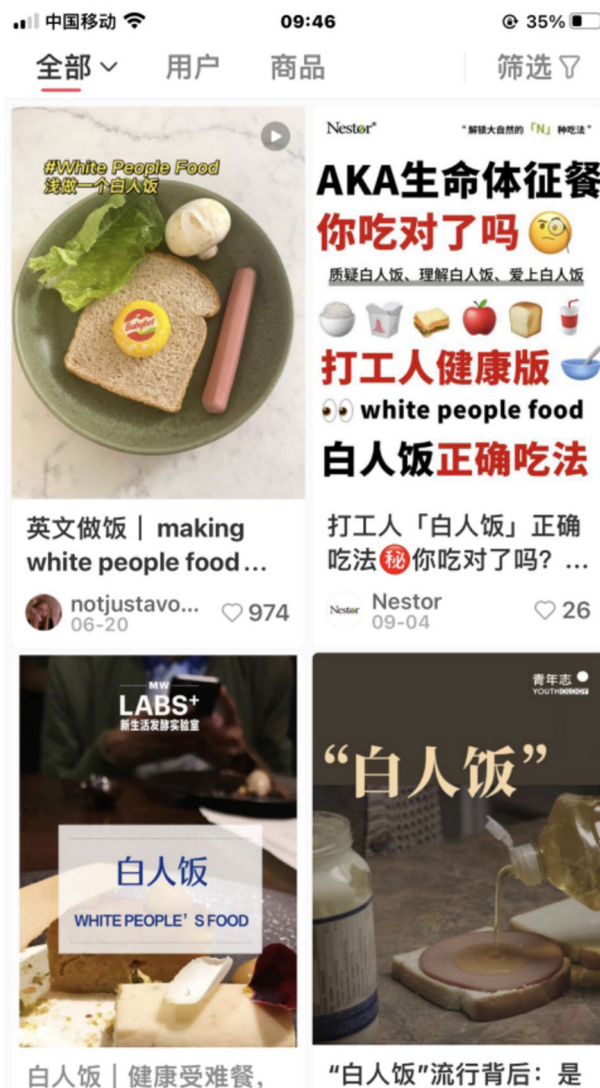 中国移动
09:46
35%
全部
用户
商品
筛选
#White People Food
浅做一个白人饭
Babybel
英文做饭｜ making
white people food…
notjustavo...
06-20
974
Nestor
“解锁大自然的「N」种吃法”
AKA生命体征餐
你吃对了吗
质疑白人饭、理解白人饭、爱上白人饭
打工人健康版
white people food
白人饭正确吃法
打工人「白人饭」正确
吃法㊙️你吃对了吗？…
Nestor
Nestor
09-04
26
MW
LABS+
新生活发酵实验室
白人饭
WHITE PEOPLE’S FOOD
白人饭｜健康受难餐，
青年志
YOUTHOLOGY
“白人饭”
“白人饭”流行背后：是